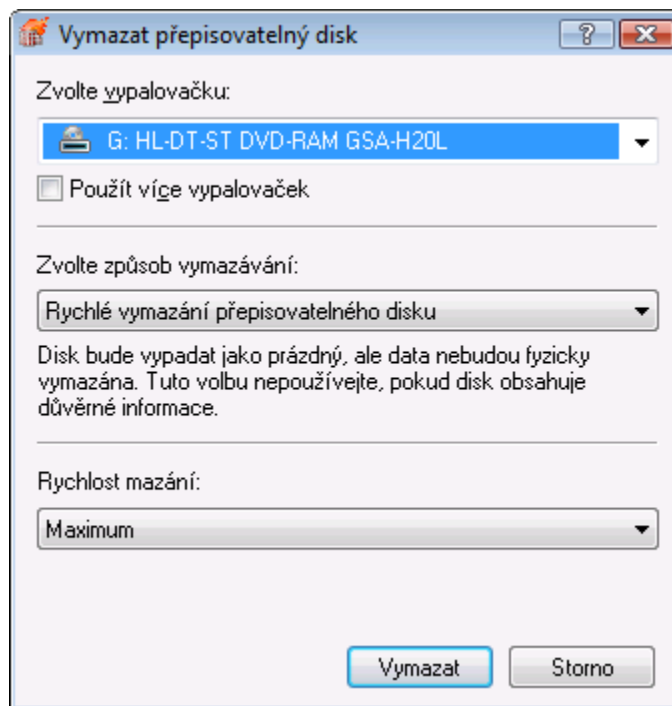 Vymazat přepisovatelný disk
Zvolte vypalovačku:
G: HL-DT-ST DVD-RAM GSA-H20L
Použít více vypalovaček
Zvolte způsob vymazávání:
Rychlé vymazání přepisovatelného disku
Disk bude vypadat jako prázdný, ale data nebudou fyzicky
vymazána. Tuto volbu nepoužívejte, pokud disk obsahuje
důvěrné informace.
Rychlost mazání:
Maximum
Vymazat Storno